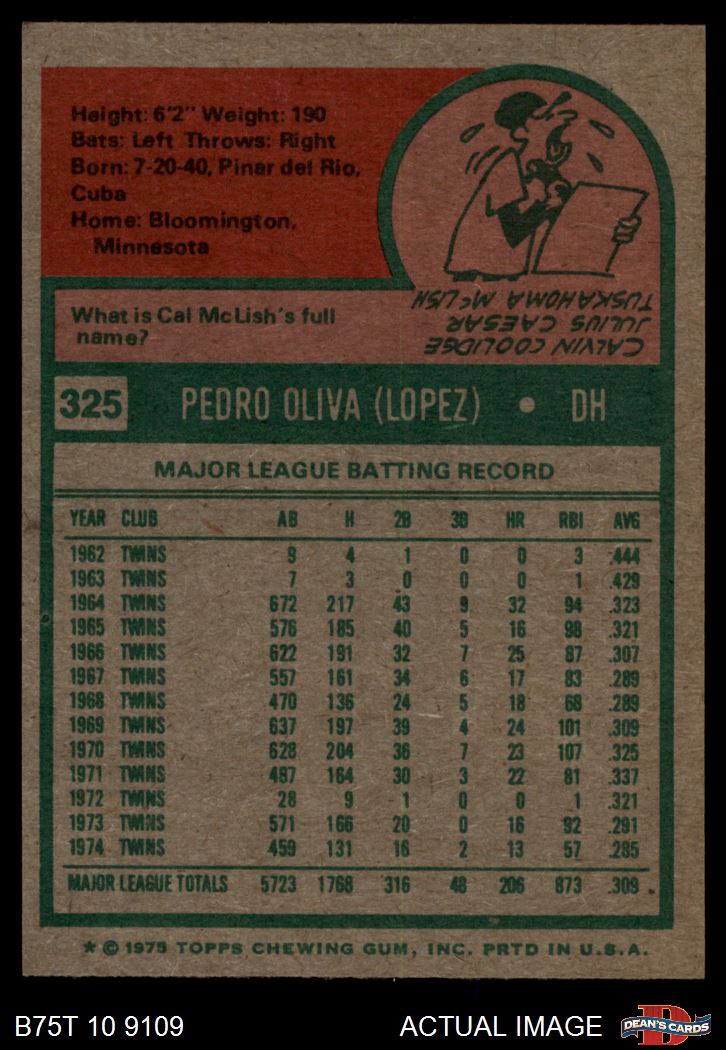 Height: 6'2" Weight: 190
Bats: Left Throws: Right
Born: 7-20-40, Pinar del Rio,
Cuba
Home: Bloomington,
Minnesota
What is Cal McLish's full
name?
CALVIN COOLIDGE
JULIUS CAESAR
TUSKAHOMA McLISH
325 PEDRO OLIVA (LOPEZ) • DH
MAJOR LEAGUE BATTING RECORD
YEAR CLUB AB H 2B 3B HR RBI AVG
1962 TWINS 9 4 1 0 0 3 .444
1963 TWINS 7 3 0 0 0 1 .429
1964 TWINS 672 217 43 9 32 94 .323
1965 TWINS 576 185 40 5 16 98 .321
1966 TWINS 622 191 32 7 25 87 .307
1967 TWINS 557 161 34 6 17 83 .289
1968 TWINS 470 136 24 5 18 68 .289
1969 TWINS 637 197 39 4 24 101 .309
1970 TWINS 628 204 36 7 23 107 .325
1971 TWINS 487 164 30 3 22 81 .337
1972 TWINS 28 9 1 0 0 1 .321
1973 TWINS 571 166 20 0 16 92 .291
1974 TWINS 459 131 16 2 13 57 .285
MAJOR LEAGUE TOTALS 5723 1768 316 48 206 873 .309
* © 1975 TOPPS CHEWING GUM, INC. PRTD IN U.S.A.
B75T 10 9109 ACTUAL IMAGE
D
DEAN'S CARDS